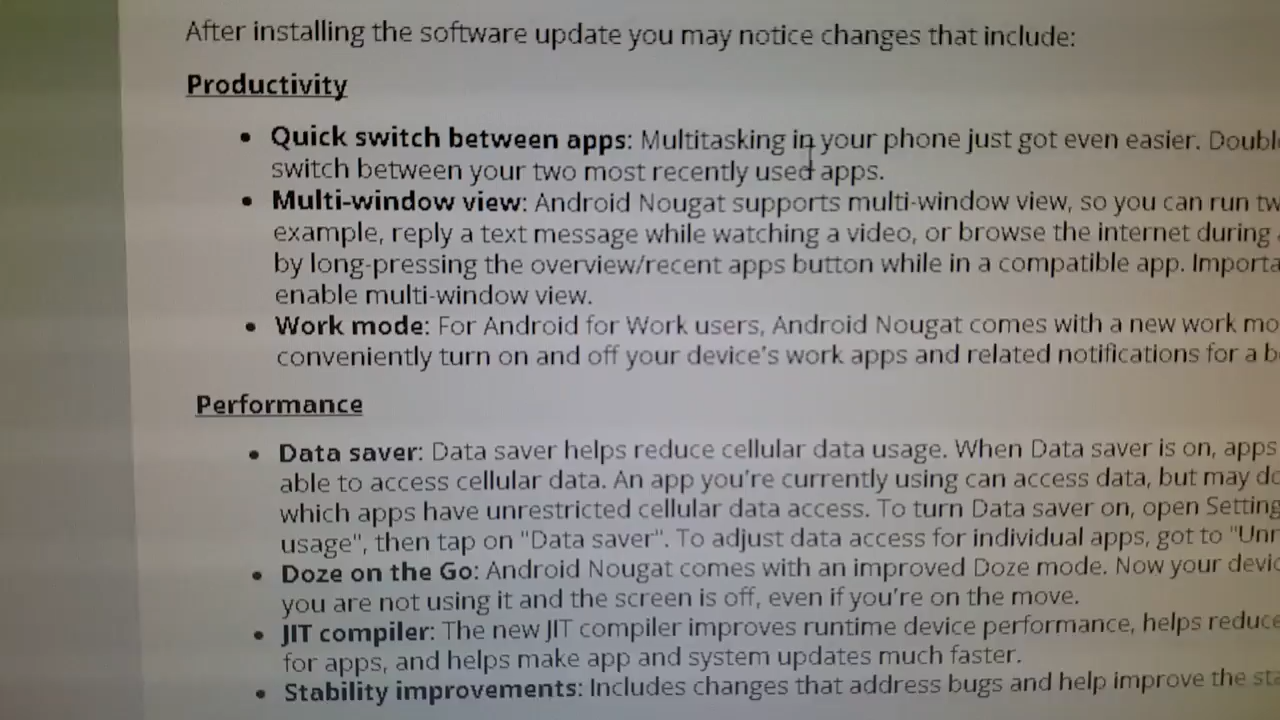 After installing the software update you may notice changes that include:
Productivity
• Quick switch between apps: Multitasking in your phone just got even easier. Doubl
switch between your two most recently used apps.
• Multi-window view: Android Nougat supports multi-window view, so you can run tw
example, reply a text message while watching a video, or browse the internet during
by long-pressing the overview/recent apps button while in a compatible app. Importa
enable multi-window view.
• Work mode: For Android for Work users, Android Nougat comes with a new work mo
conveniently turn on and off your device's work apps and related notifications for a b
Performance
• Data saver: Data saver helps reduce cellular data usage. When Data saver is on, apps
able to access cellular data. An app you're currently using can access data, but may do
which apps have unrestricted cellular data access. To turn Data saver on, open Setting
usage", then tap on "Data saver". To adjust data access for individual apps, got to "Unr
• Doze on the Go: Android Nougat comes with an improved Doze mode. Now your devic
you are not using it and the screen is off, even if you're on the move.
• JIT compiler: The new JIT compiler improves runtime device performance, helps reduce
for apps, and helps make app and system updates much faster.
• Stability improvements: Includes changes that address bugs and help improve the sta